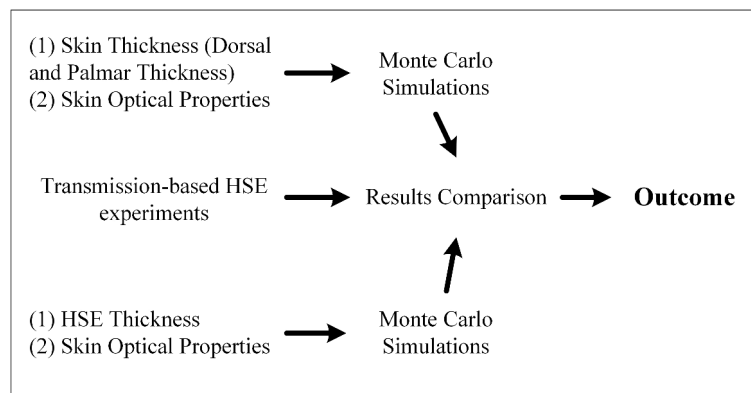 (1) Skin Thickness (Dorsal
and Palmar Thickness)
(2) Skin Optical Properties
Monte Carlo
Simulations
Transmission-based HSE
experiments
Results Comparison
Outcome
(1) HSE Thickness
(2) Skin Optical Properties
Monte Carlo
Simulations